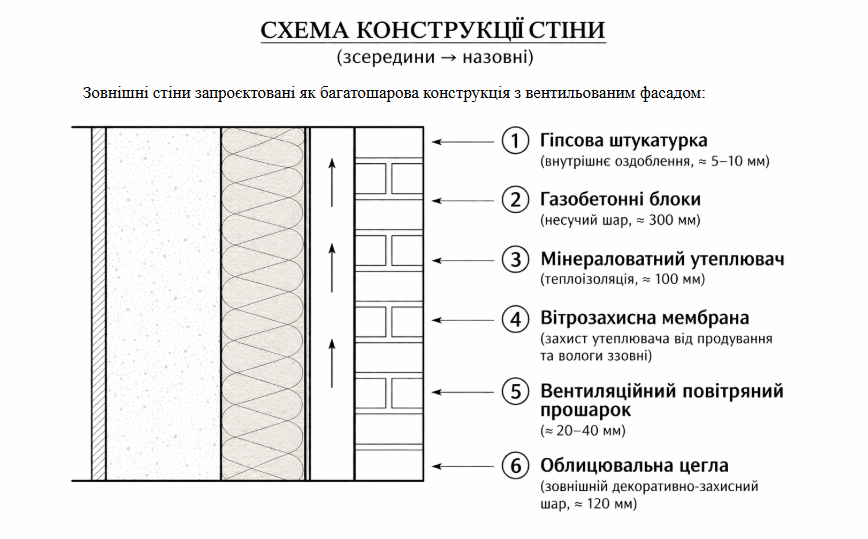 СХЕМА КОНСТРУКЦІЇ СТІНИ
(зсередини → назовні)
Зовнішні стіни запроєктовані як багатошарова конструкція з вентильованим фасадом:
1 Гіпсова штукатурка
(внутрішнє оздоблення, ≈ 5–10 мм)
2 Газобетонні блоки
(несучий шар, ≈ 300 мм)
3 Мінераловатний утеплювач
(теплоізоляція, ≈ 100 мм)
4 Вітрозахисна мембрана
(захист утеплювача від продування
та вологи ззовні)
5 Вентиляційний повітряний
прошарок
(≈ 20–40 мм)
6 Облицювальна цегла
(зовнішній декоративно-захисний
шар, ≈ 120 мм)